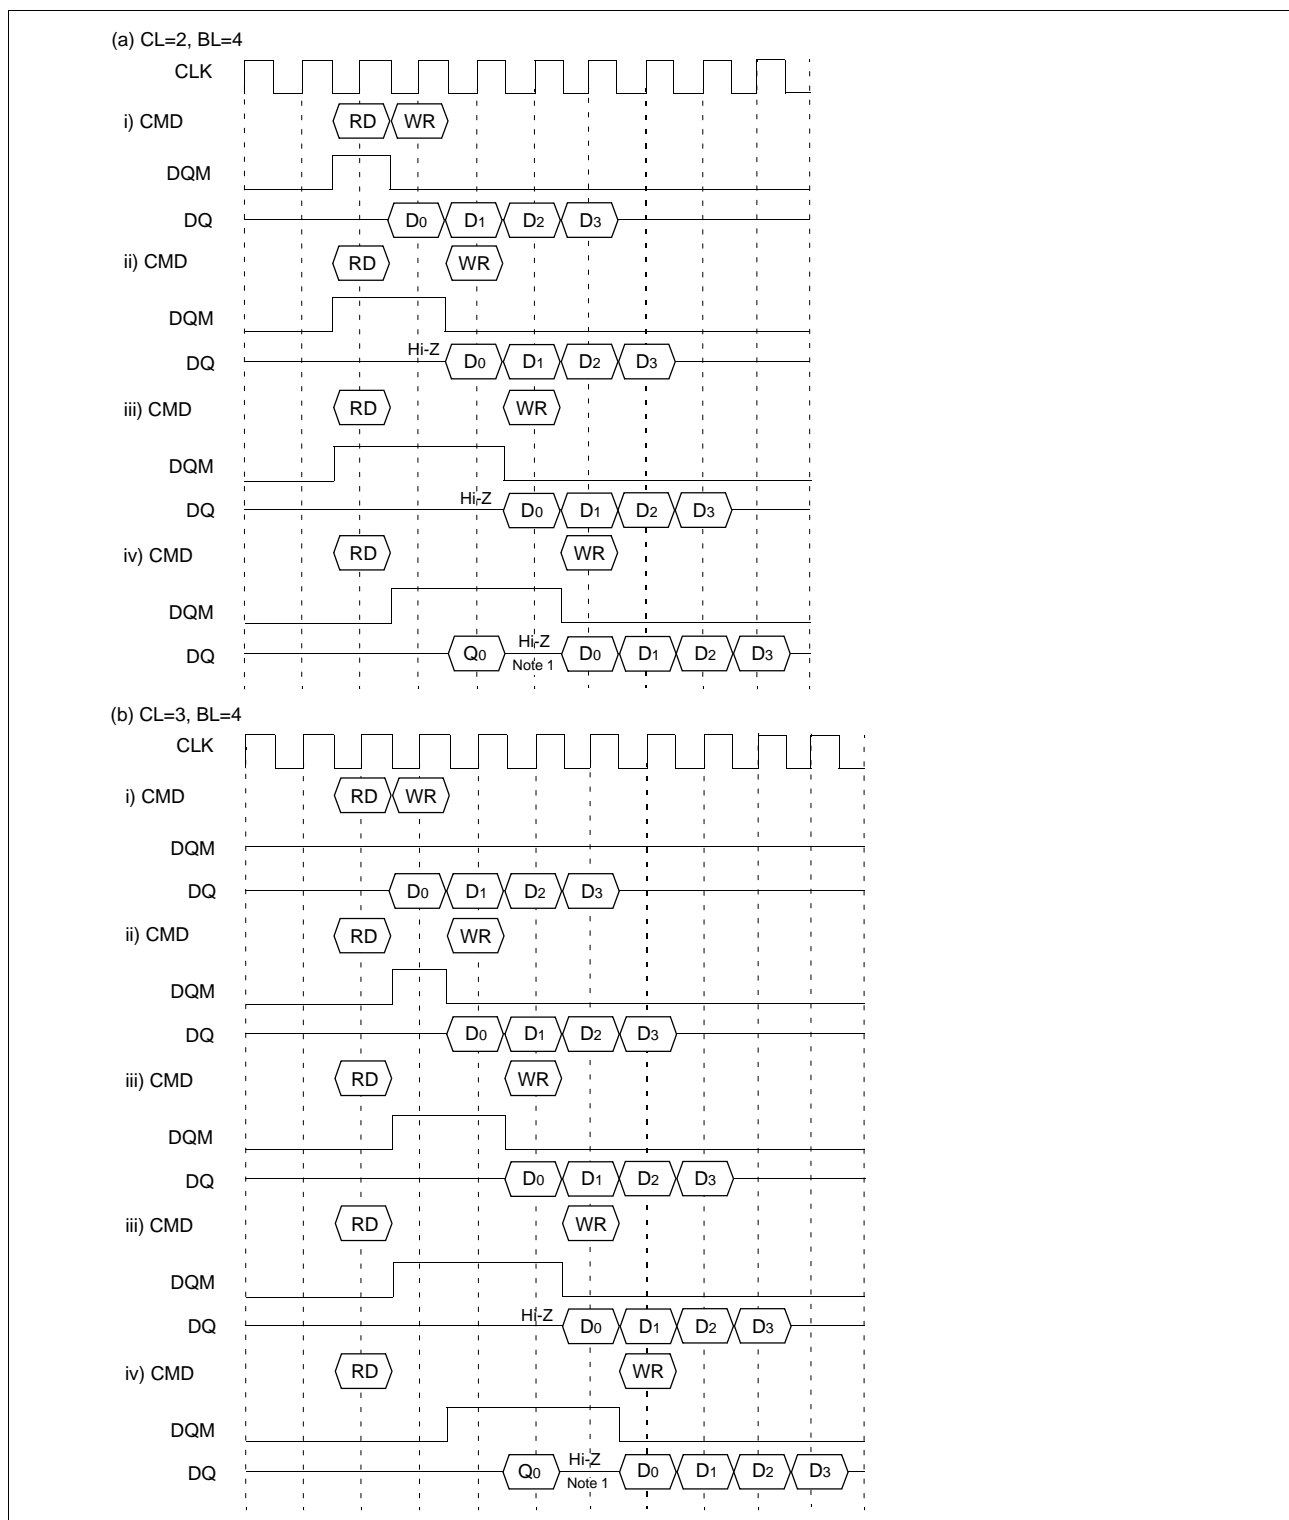 (a) CL=2, BL=4
CLK
i) CMD RD WR
DQM
DQ D0 D1 D2 D3
ii) CMD RD WR
DQM
DQ Hi-Z D0 D1 D2 D3
iii) CMD RD WR
DQM
DQ Hi-Z D0 D1 D2 D3
iv) CMD RD WR
DQM
DQ Q0 Hi-Z Note 1 D0 D1 D2 D3
(b) CL=3, BL=4
CLK
i) CMD RD WR
DQM
DQ D0 D1 D2 D3
ii) CMD RD WR
DQM
DQ D0 D1 D2 D3
iii) CMD RD WR
DQM
DQ D0 D1 D2 D3
iii) CMD RD WR
DQM
DQ Hi-Z D0 D1 D2 D3
iv) CMD RD WR
DQM
DQ Q0 Hi-Z Note 1 D0 D1 D2 D3